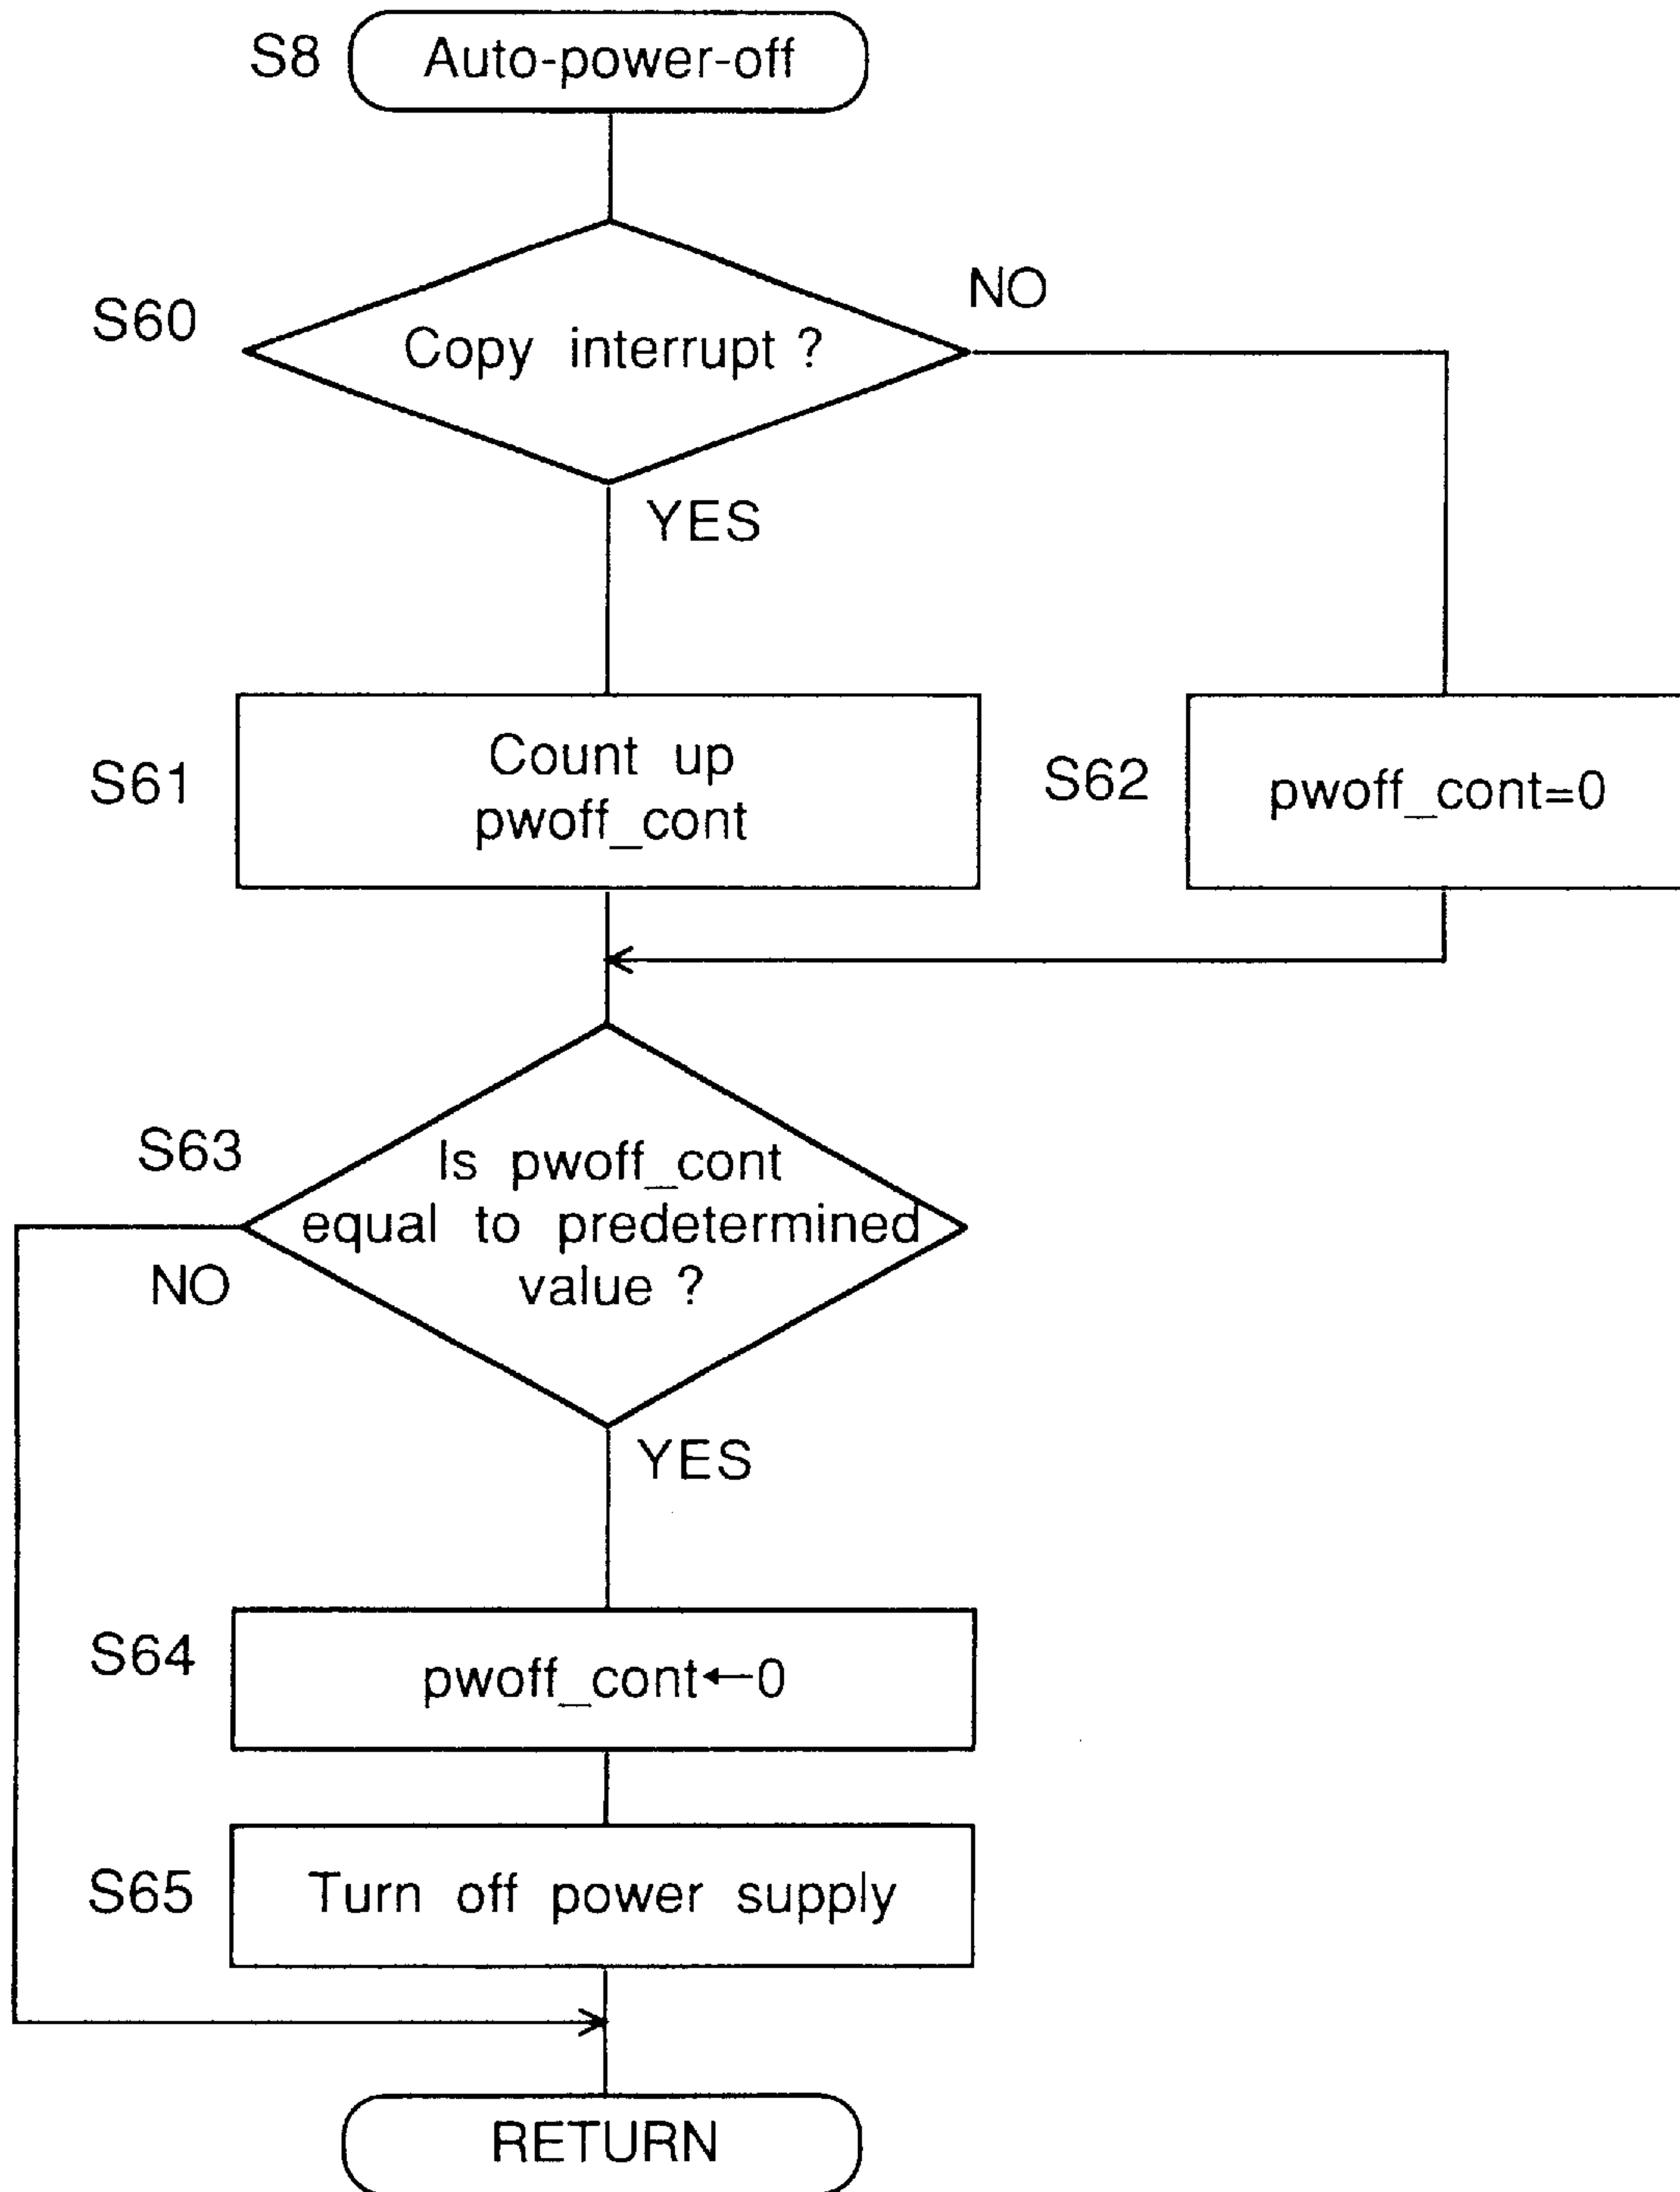 S8 Auto-power-off
S60 Copy interrupt ?
NO
YES
S61 Count up
pwoff_cont
S62 pwoff_cont=0
S63 Is pwoff_cont
equal to predetermined
value ?
NO
YES
S64 pwoff_cont←0
S65 Turn off power supply
RETURN